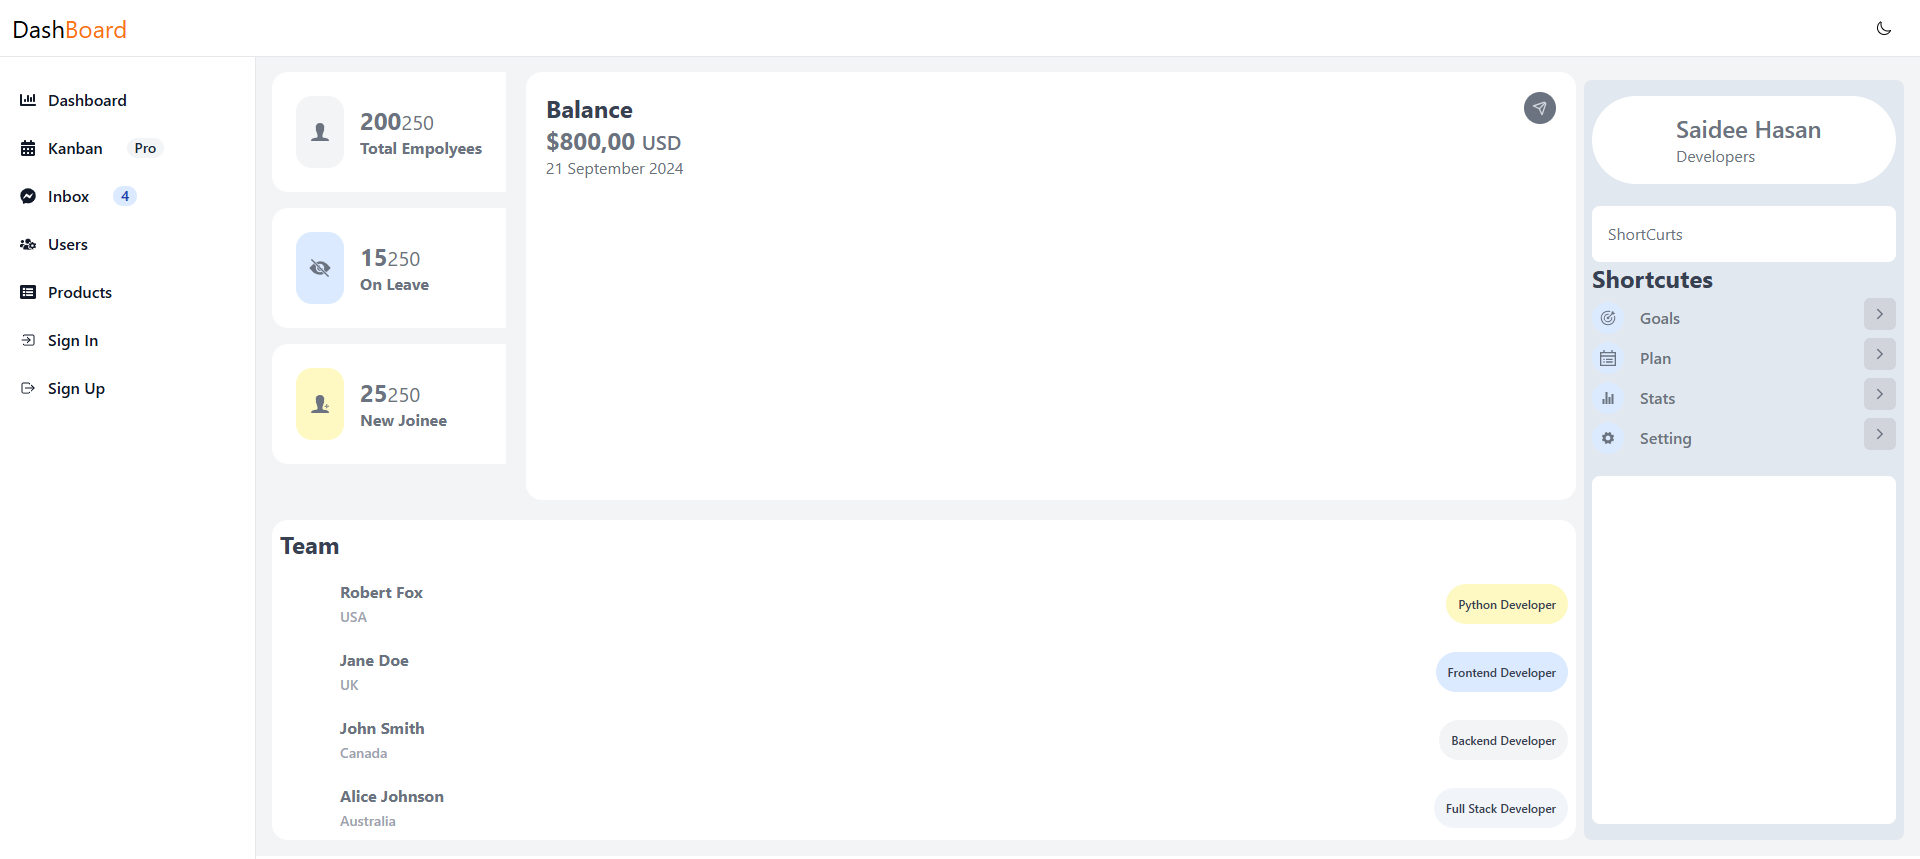 DashBoard
Dashboard
Kanban Pro
Inbox 4
Users
Products
Sign In
Sign Up
200250
Total Empolyees
15250
On Leave
25250
New Joinee
Balance
$800,00 USD
21 September 2024
Team
Robert Fox
USA
Python Developer
Jane Doe
UK
Frontend Developer
John Smith
Canada
Backend Developer
Alice Johnson
Australia
Full Stack Developer
Saidee Hasan
Developers
ShortCurts
Shortcutes
Goals
Plan
Stats
Setting